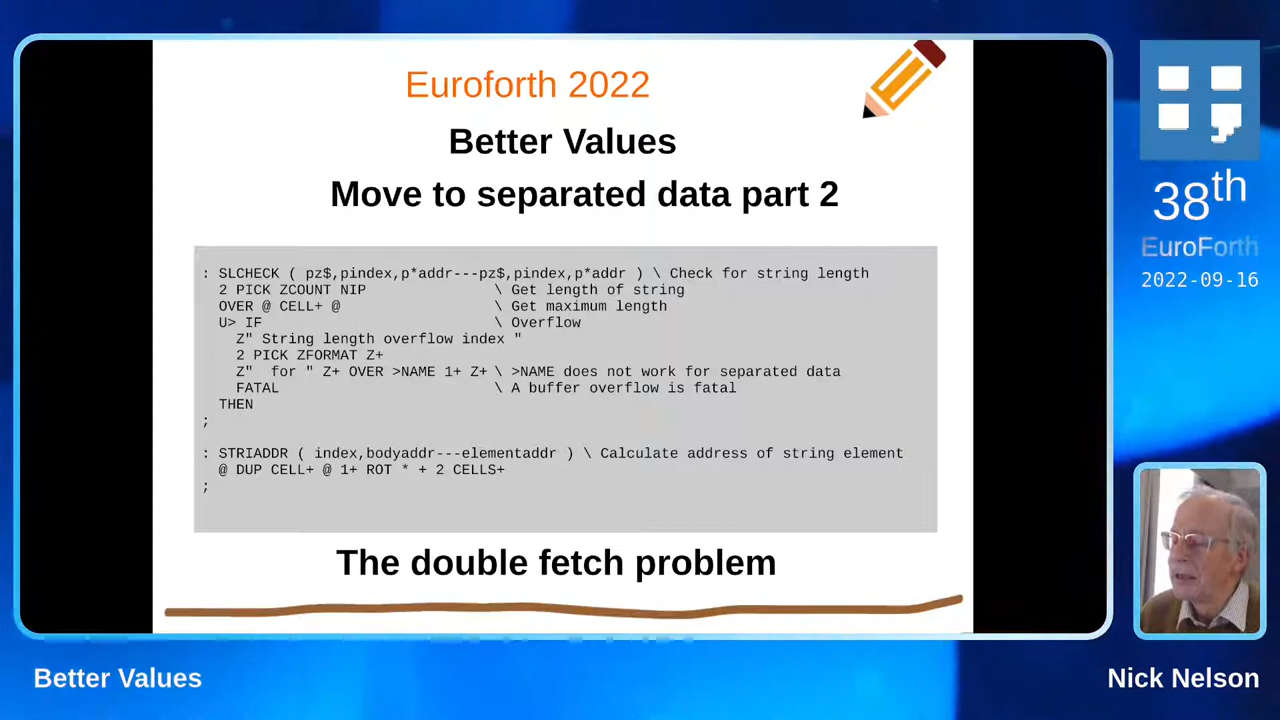 Euroforth 2022
Better Values
Move to separated data part 2
: SLCHECK ( pz$,pindex,p*addr---pz$,pindex,p*addr ) \ Check for string length
2 PICK ZCOUNT NIP \ Get length of string
OVER @ CELL+ @ \ Get maximum length
U> IF \ Overflow
Z" String length overflow index "
2 PICK ZFORMAT Z+
Z"  for " Z+ OVER >NAME 1+ Z+ \ >NAME does not work for separated data
FATAL \ A buffer overflow is fatal
THEN
;
: STRIADDR ( index,bodyaddr---elementaddr ) \ Calculate address of string element
@ DUP CELL+ @ 1+ ROT * + 2 CELLS+
;
The double fetch problem
38th
EuroForth
2022-09-16
Better Values
Nick Nelson